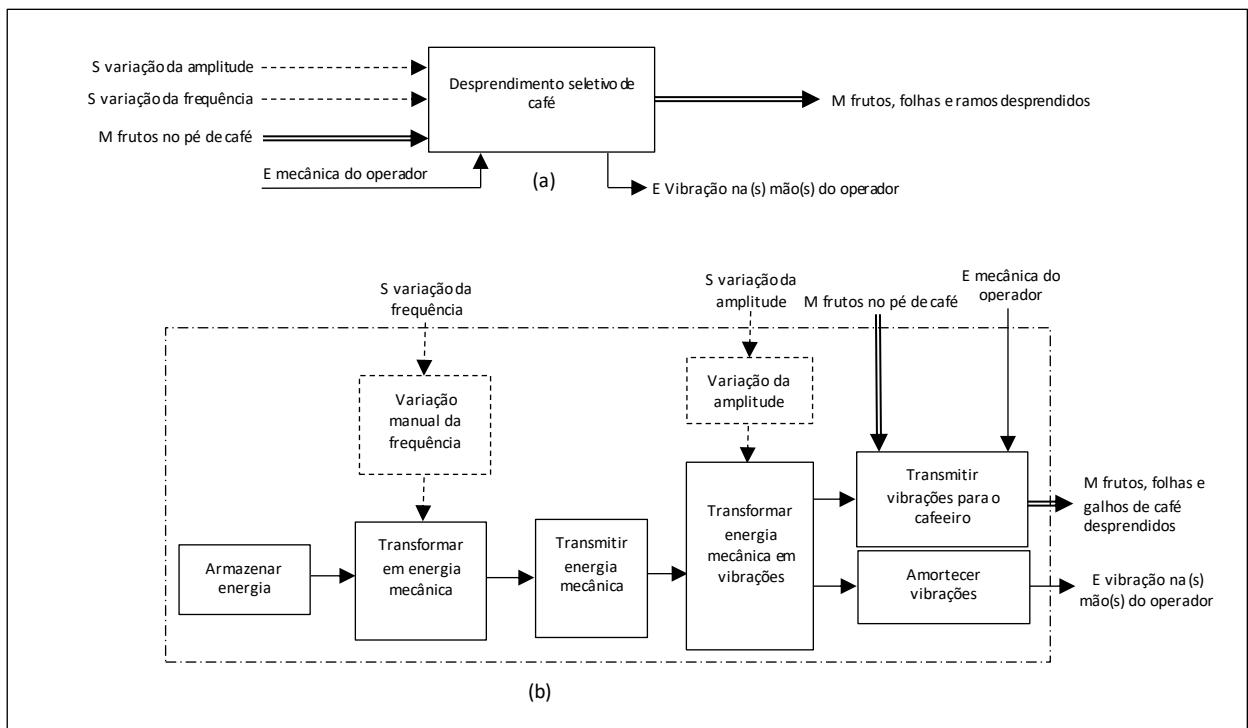 S variação da amplitude
S variação da frequência
M frutos no pé de café
E mecânica do operador
Desprendimento seletivo de
café
(a)
M frutos, folhas e ramos desprendidos
E Vibração na (s) mão(s) do operador
S variação da
frequência
S variação da
amplitude
M frutos no pé de café
E mecânica do
operador
Variação
manual da
frequência
Variação da
amplitude
Armazenar
energia
Transformar
em energia
mecânica
Transmitir
energia
mecânica
Transformar
energia
mecânica em
vibrações
Transmitir
vibrações para o
cafeeiro
Amortecer
vibrações
M frutos, folhas e
galhos de café
desprendidos
E vibração na (s)
mão(s) do operador
(b)